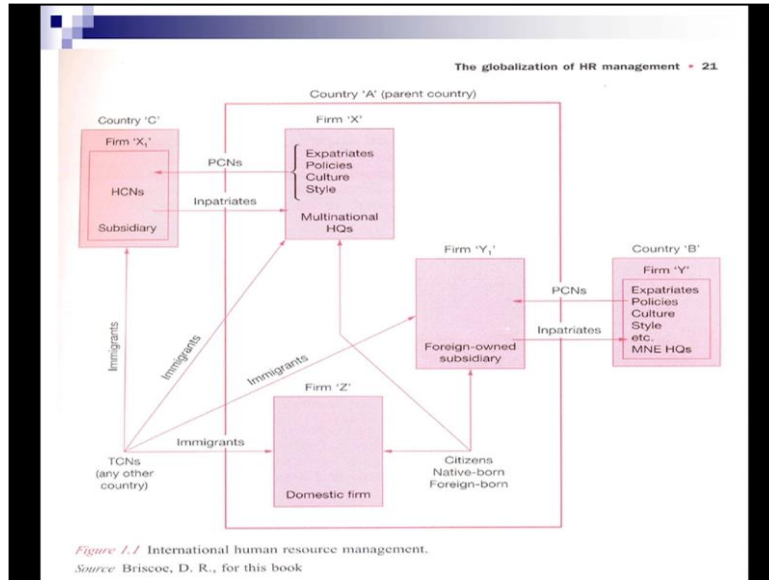 The globalization of HR management • 21
Country 'A' (parent country)
Country 'C'
Firm 'X₁'
HCNs
Subsidiary
PCNs
Inpatriates
Firm 'X'
Expatriates
Policies
Culture
Style
Multinational
HQs
Firm 'Y₁'
Foreign-owned
subsidiary
PCNs
Inpatriates
Country 'B'
Firm 'Y'
Expatriates
Policies
Culture
Style
etc.
MNE HQs
Immigrants
Immigrants
Immigrants
Immigrants
Firm 'Z'
Domestic firm
TCNs
(any other
country)
Citizens
Native-born
Foreign-born
Figure 1.1 International human resource management.
Source Briscoe, D. R., for this book